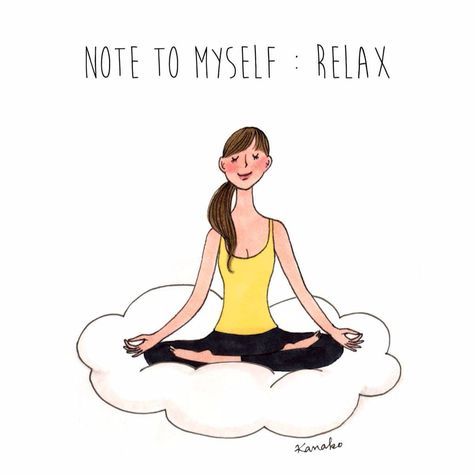 NOTE TO MYSELF : RELAX
Kanako